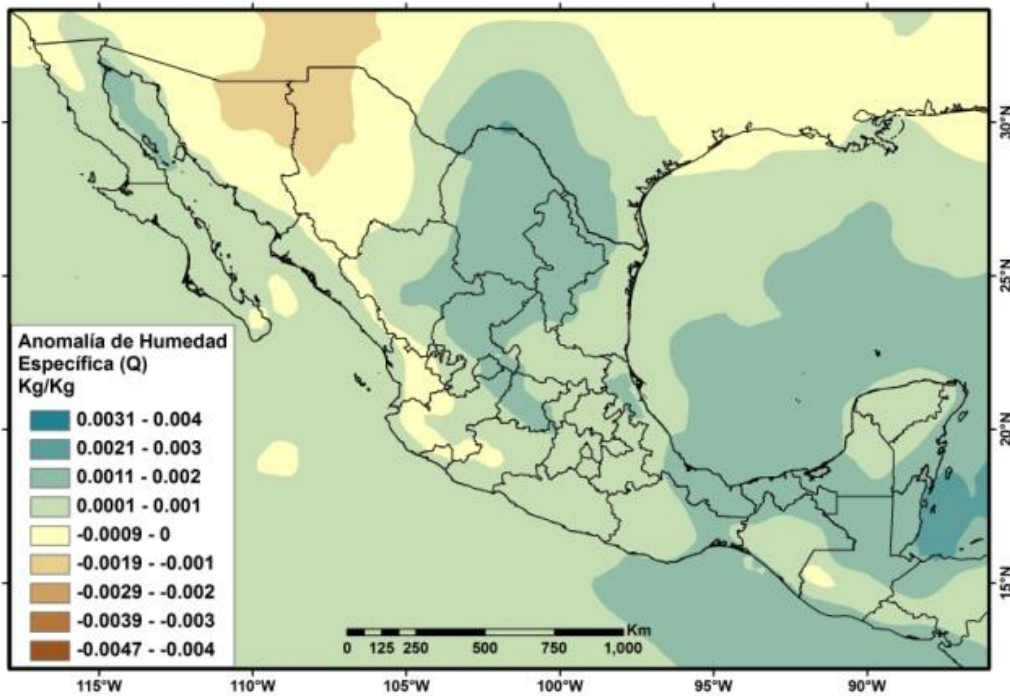 30°N
25°N
20°N
15°N
Anomalía de Humedad
Específica (Q)
Kg/Kg
0.0031 - 0.004
0.0021 - 0.003
0.0011 - 0.002
0.0001 - 0.001
-0.0009 - 0
-0.0019 - -0.001
-0.0029 - -0.002
-0.0039 - -0.003
-0.0047 - -0.004
Km
0 125 250 500 750 1,000
115°W 110°W 105°W 100°W 95°W 90°W